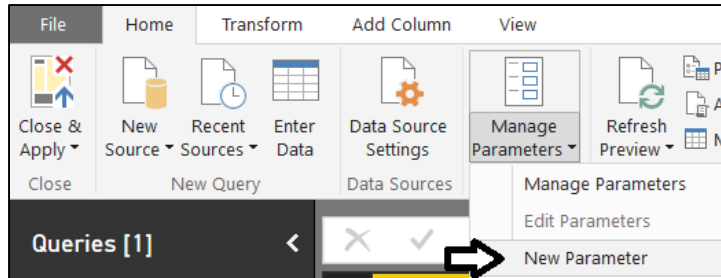 File Home Transform Add Column View
Close & New Recent Enter Data Source Manage Refresh
Apply Source Sources Data Settings Parameters Preview
Close New Query Data Sources
Manage Parameters
Edit Parameters
Queries [1]
New Parameter